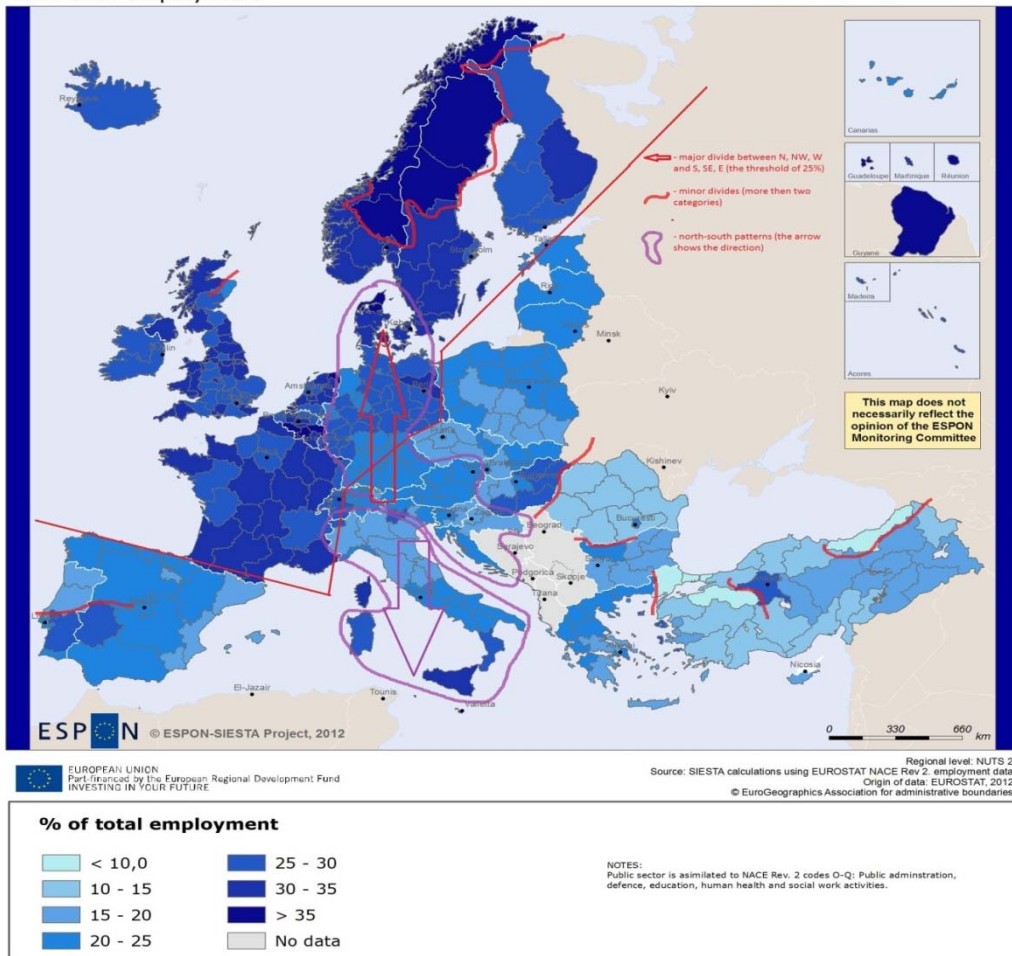 Reykjavik
Canarias
Guadeloupe
Martinique
Réunion
Guyane
Madeira
Acores
- major divide between N, NW, W
and S, SE, E (the threshold of 25%)
- minor divides (more then two
categories)
- north-south patterns (the arrow
shows the direction)
Stockholm
Tallin
Minsk
Kyiv
Kishinev
Bucuresti
Beograd
Sarajevo
Podgorica
Skopje
Tirana
Nicosia
El-Jazair
Tounis
Valletta
This map does not
necessarily reflect the
opinion of the ESPON
Monitoring Committee
ESPON © ESPON-SIESTA Project, 2012
0 330 660
km
EUROPEAN UNION
Part-financed by the European Regional Development Fund
INVESTING IN YOUR FUTURE
Regional level: NUTS 2
Source: SIESTA calculations using EUROSTAT NACE Rev 2. employment data
Origin of data: EUROSTAT, 2012
© EuroGeographics Association for administrative boundaries
% of total employment
< 10,0
10 - 15
15 - 20
20 - 25
25 - 30
30 - 35
> 35
No data
NOTES:
Public sector is asimilated to NACE Rev. 2 codes O-Q: Public adminstration,
defence, education, human health and social work activities.